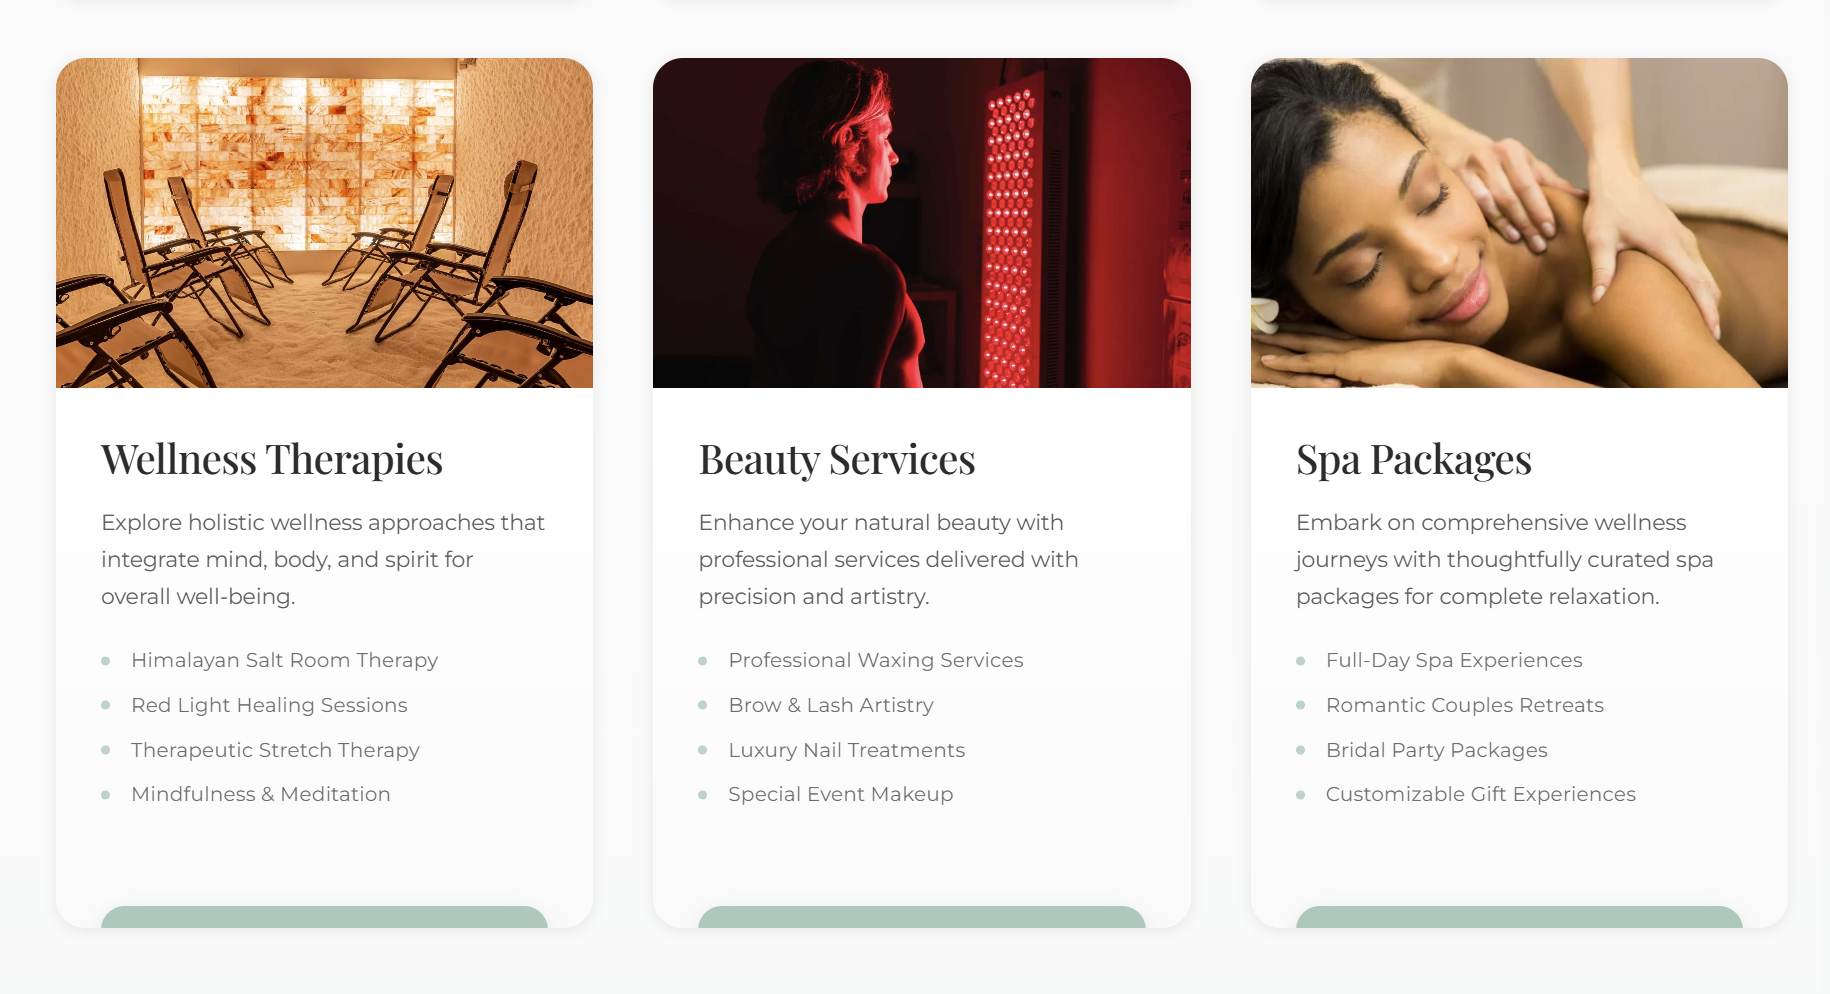 Wellness Therapies
Explore holistic wellness approaches that
integrate mind, body, and spirit for
overall well-being.
Himalayan Salt Room Therapy
Red Light Healing Sessions
Therapeutic Stretch Therapy
Mindfulness & Meditation
Beauty Services
Enhance your natural beauty with
professional services delivered with
precision and artistry.
Professional Waxing Services
Brow & Lash Artistry
Luxury Nail Treatments
Special Event Makeup
Spa Packages
Embark on comprehensive wellness
journeys with thoughtfully curated spa
packages for complete relaxation.
Full-Day Spa Experiences
Romantic Couples Retreats
Bridal Party Packages
Customizable Gift Experiences